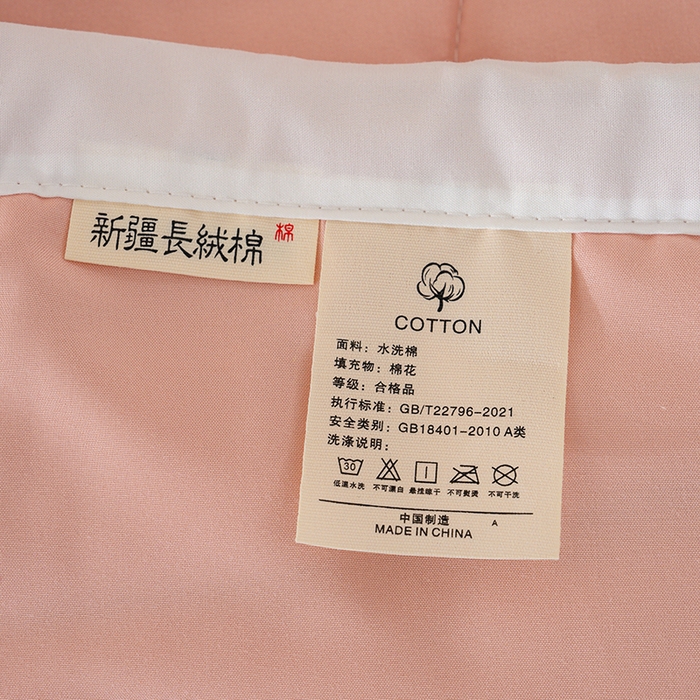 新疆長絨棉 棉
COTTON
面料：水洗棉
填充物：棉花
等级：合格品
执行标准：GB/T22796-2021
安全类别：GB18401-2010 A类
洗涤说明：
30
低温水洗 不可漂白 悬挂晾干 不可熨烫 不可干洗
中国制造 A
MADE IN CHINA